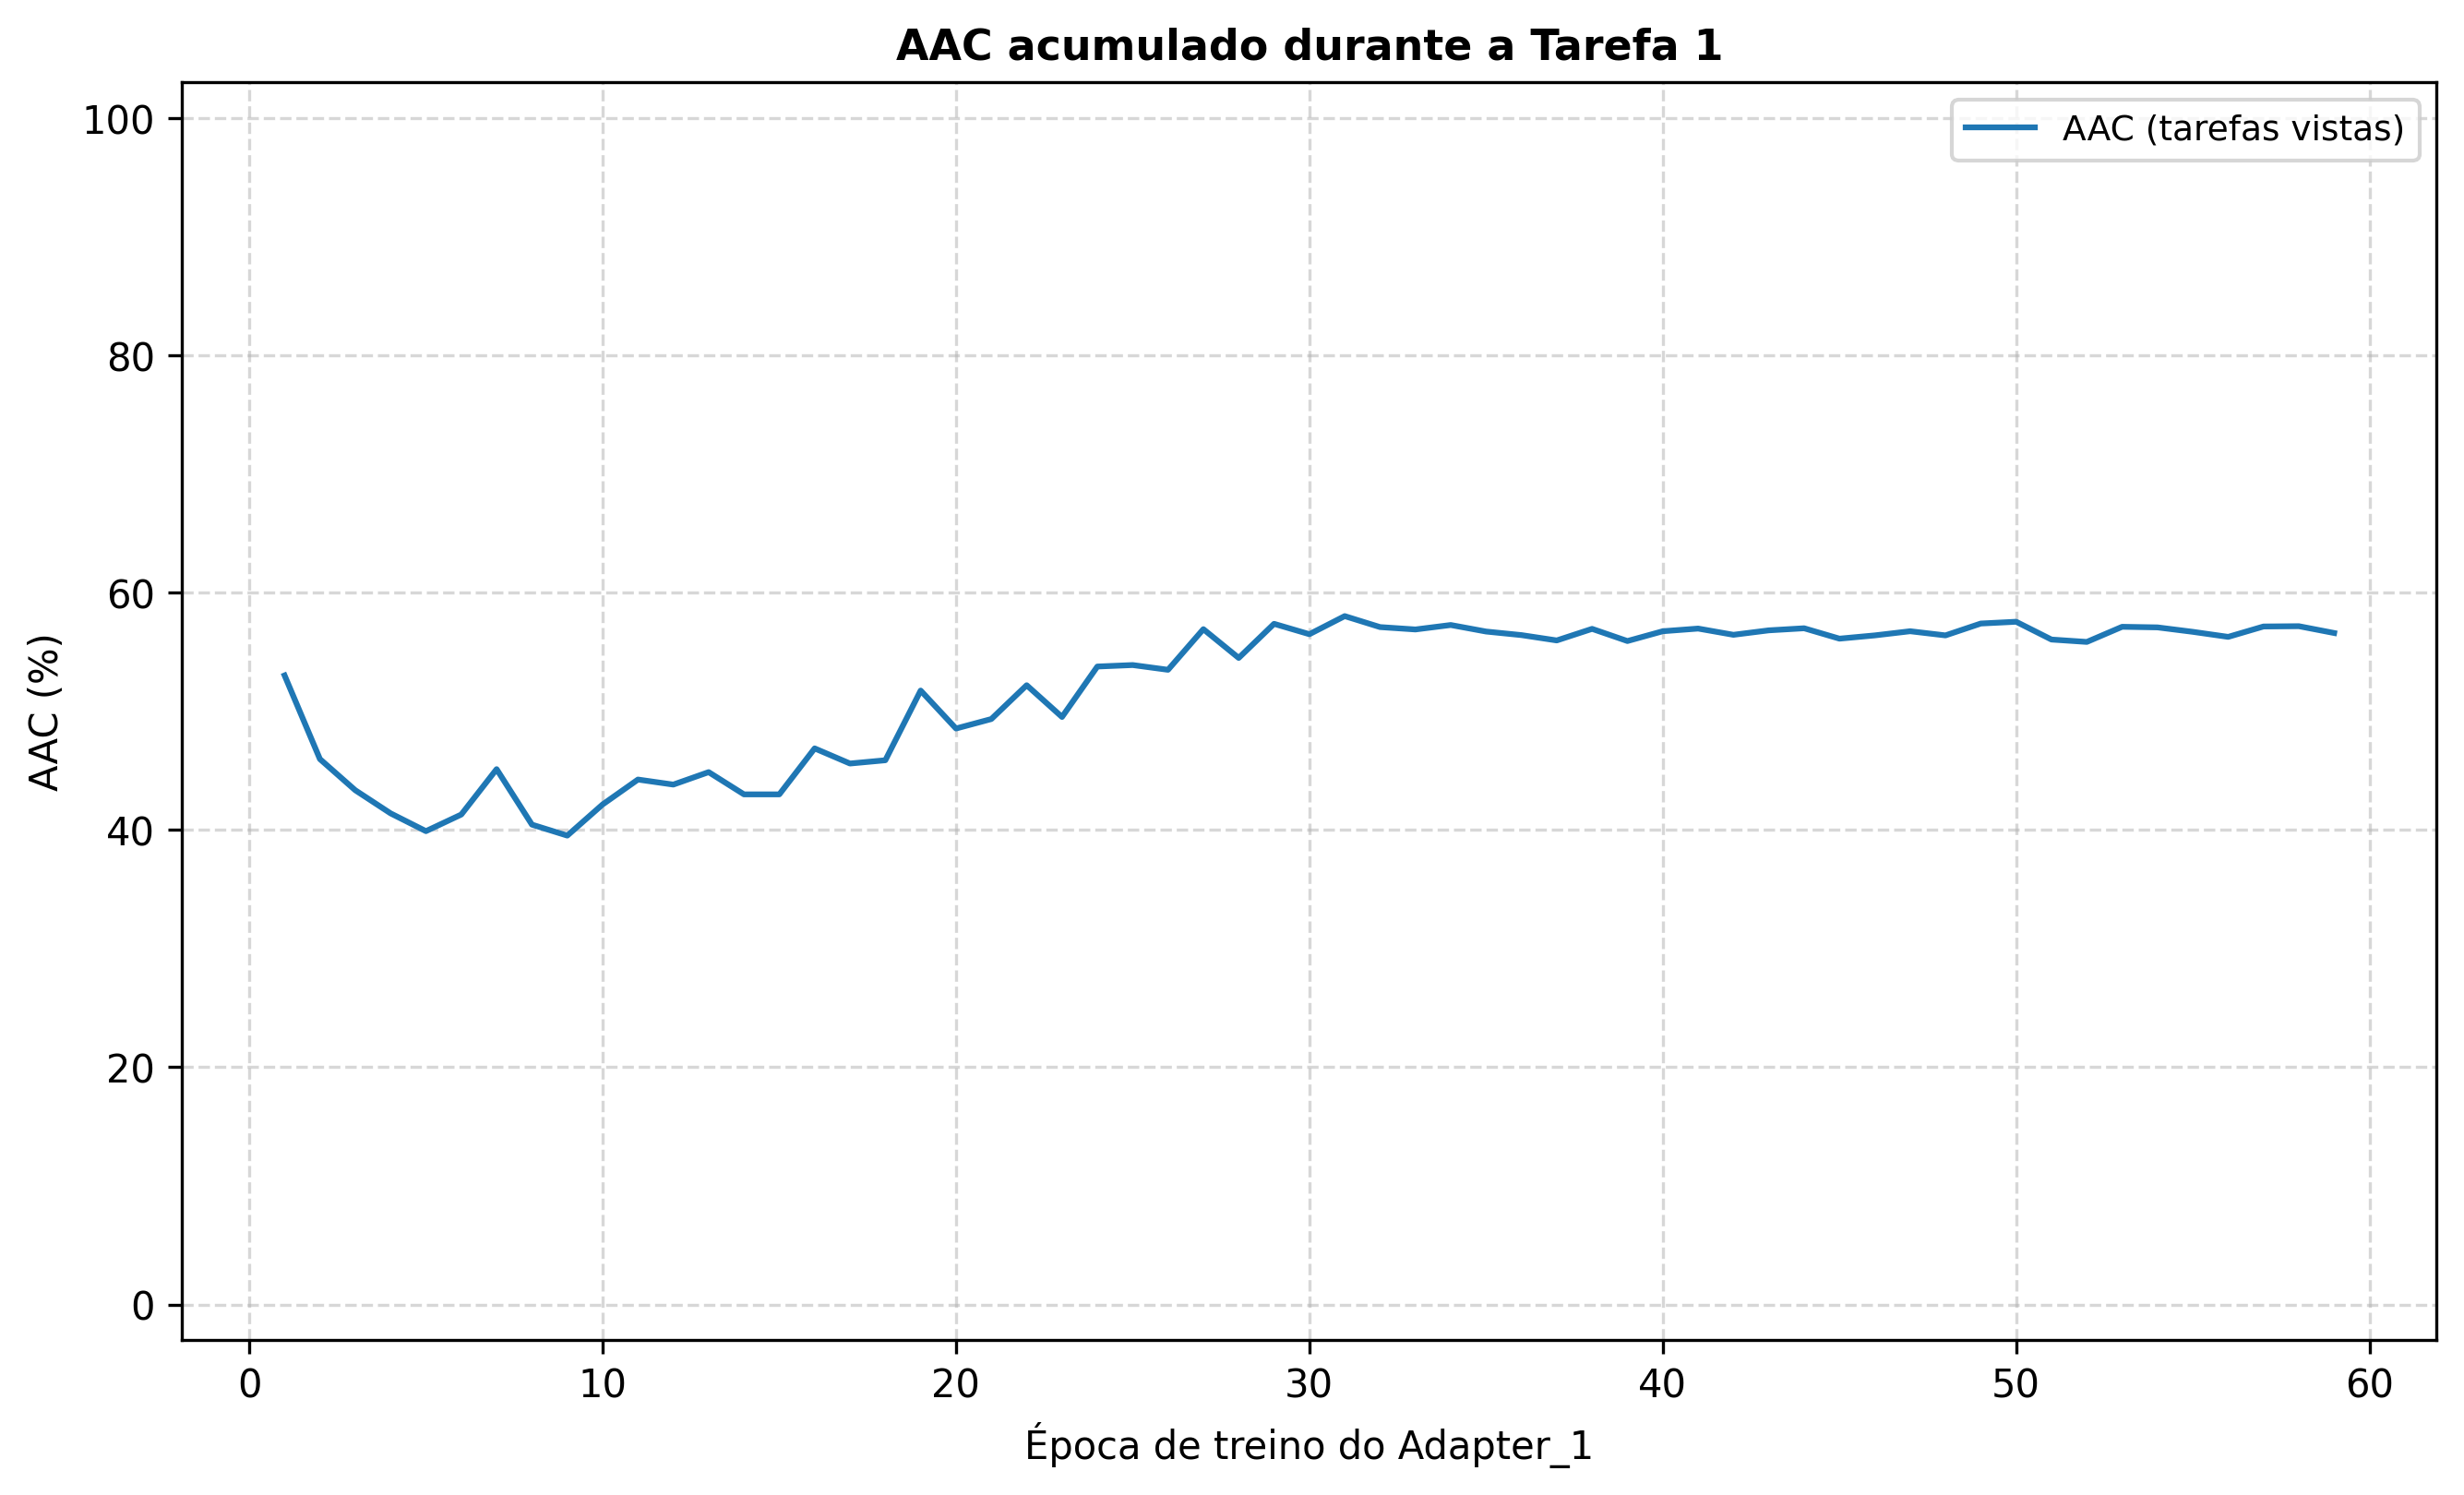 AAC acumulado durante a Tarefa 1
AAC (tarefas vistas)
100
80
60
40
20
0
AAC (%)
0 10 20 30 40 50 60
Época de treino do Adapter_1